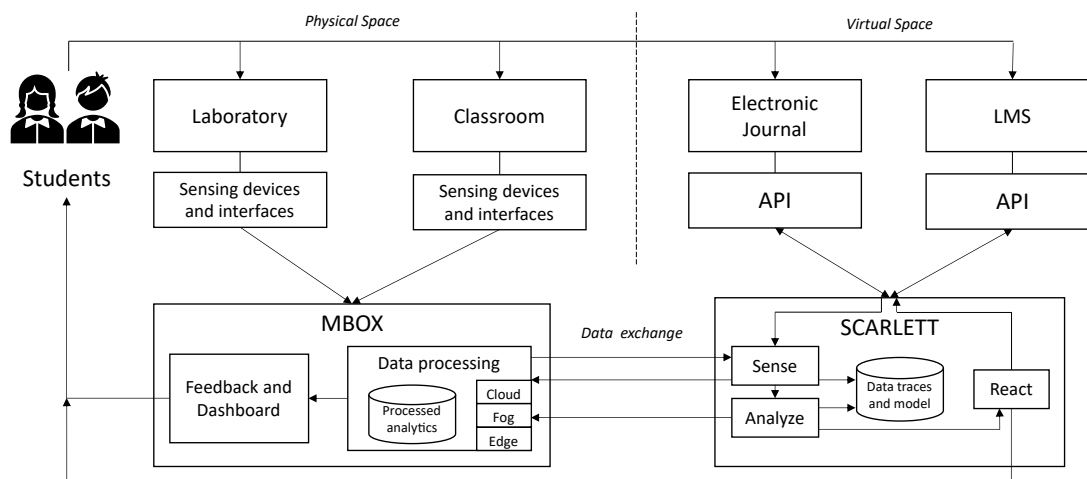 Physical Space
Virtual Space
Students
Laboratory
Classroom
Electronic
Journal
LMS
Sensing devices
and interfaces
Sensing devices
and interfaces
API
API
MBOX
Data exchange
SCARLETT
Feedback and
Dashboard
Data processing
Processed
analytics
Cloud
Fog
Edge
Sense
Analyze
Data traces
and model
React